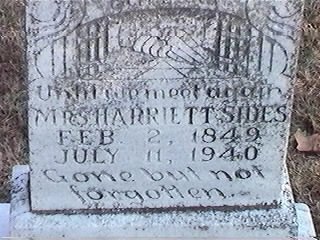 Until we meet again
MRS HARRIETT SIDES
FEB 2, 1849
JULY 11, 1940
Gone but not
forgotten.